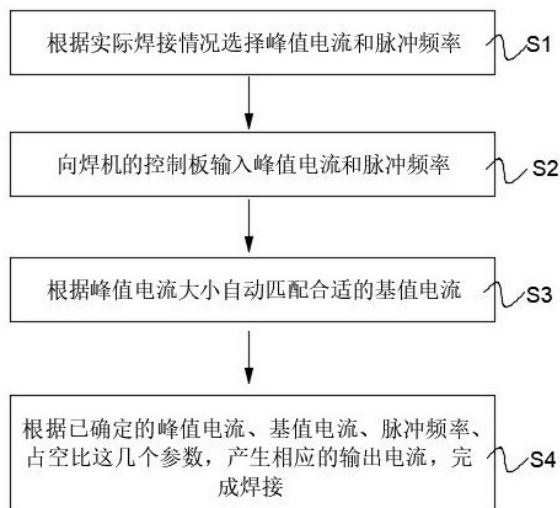 根据实际焊接情况选择峰值电流和脉冲频率
S1
向焊机的控制板输入峰值电流和脉冲频率
S2
根据峰值电流大小自动匹配合适的基值电流
S3
根据已确定的峰值电流、基值电流、脉冲频率、
占空比这几个参数，产生相应的输出电流，完
成焊接
S4